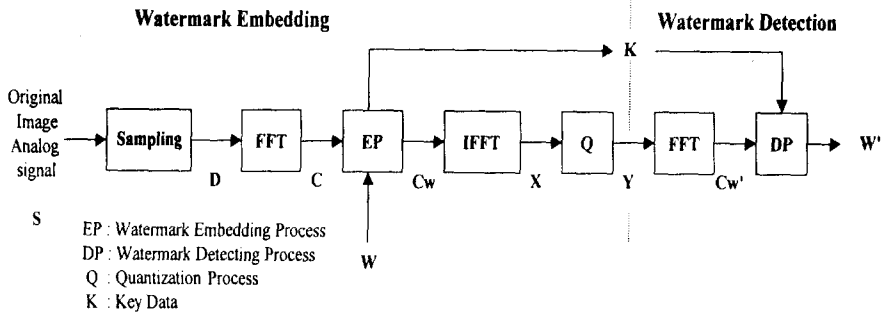 Watermark Embedding
Watermark Detection
K
Original
Image
Analog
signal
Sampling
FFT
EP
IFFT
Q
FFT
DP
W'
D
C
Cw
X
Y
Cw'
S
W
EP : Watermark Embedding Process
DP : Watermark Detecting Process
Q : Quantization Process
K : Key Data